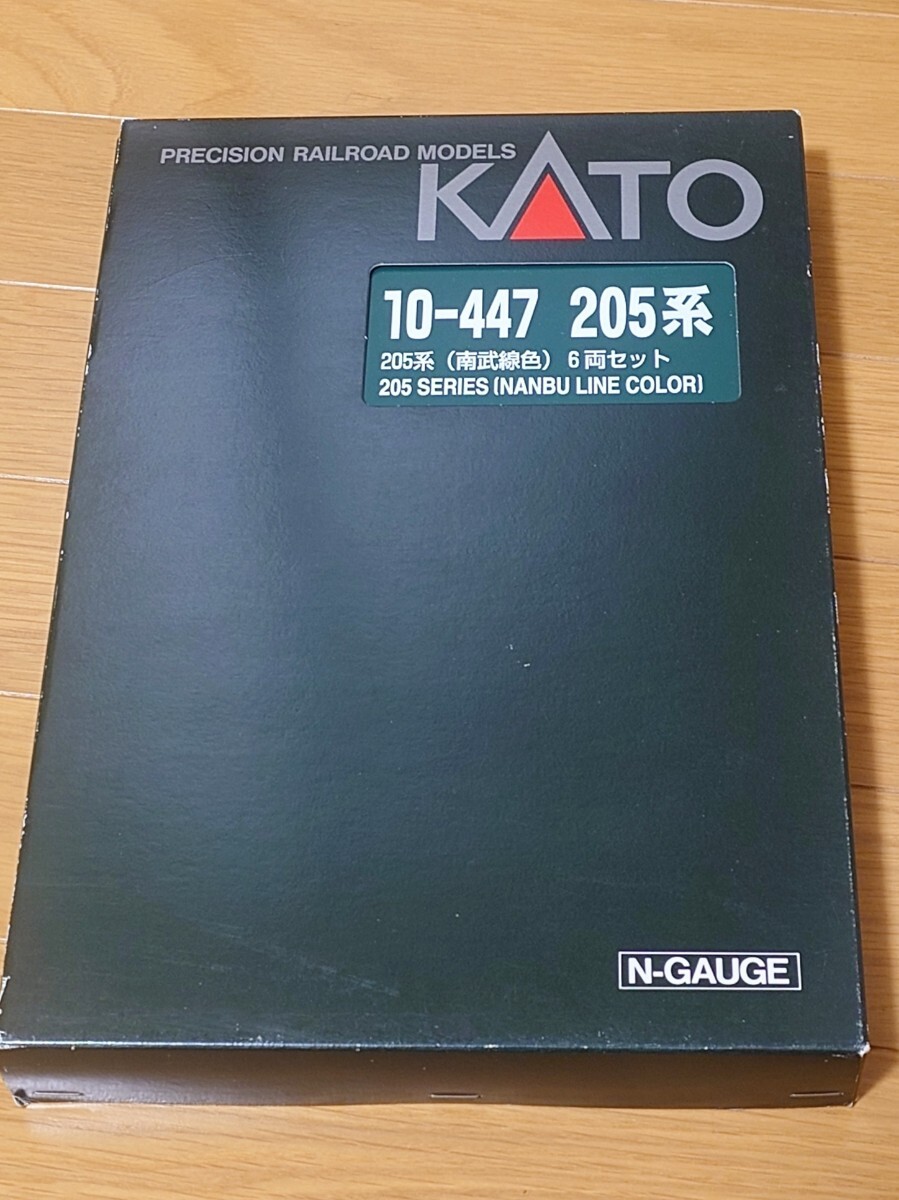 PRECISION RAILROAD MODELS
KATO
10-447 205系
205系（南武線色）6両セット
205 SERIES (NANBU LINE COLOR)
N-GAUGE